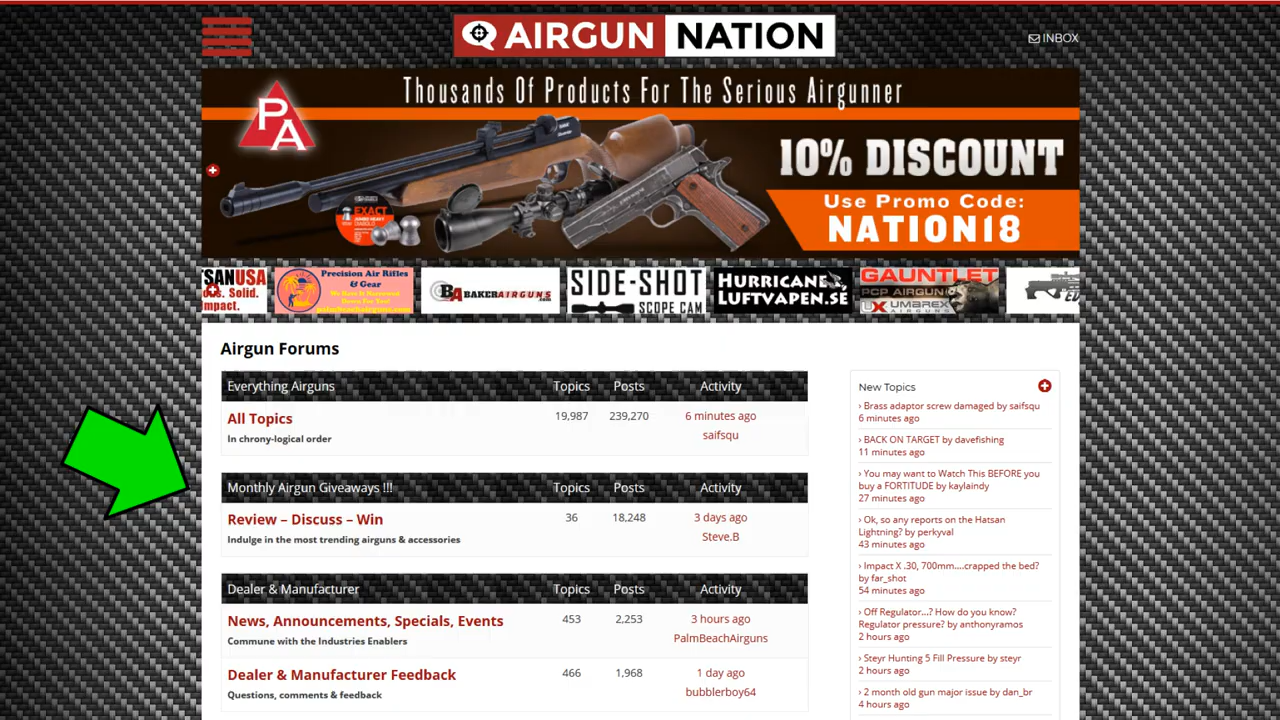 AIRGUN NATION
INBOX
Thousands Of Products For The Serious Airgunner
PA
10% DISCOUNT
Use Promo Code:
NATION18
EXACT
TSANUSA
Solid.
mpact.
Precision Air Rifles
& Gear
BA BAKERAIRGUNS.com
SIDE-SHOT
SCOPE CAM
HURRICANE
LUFTVAPEN.SE
GAUNTLET
PCP AIRGUN
UX UMAREX
AIRGUNS
Airgun Forums
Everything Airguns Topics Posts Activity
All Topics 19,987 239,270 6 minutes ago
In chrony-logical order saifsqu
Monthly Airgun Giveaways !!! Topics Posts Activity
Review – Discuss – Win 36 18,248 3 days ago
Indulge in the most trending airguns & accessories Steve.B
Dealer & Manufacturer Topics Posts Activity
News, Announcements, Specials, Events 453 2,253 3 hours ago
Commune with the Industries Enablers PalmBeachAirguns
Dealer & Manufacturer Feedback 466 1,968 1 day ago
Questions, comments & feedback bubblerboy64
New Topics
› Brass adaptor screw damaged by saifsqu
6 minutes ago
› BACK ON TARGET by davefishing
11 minutes ago
› You may want to Watch This BEFORE you
buy a FORTITUDE by kaylaindy
27 minutes ago
› Ok, so any reports on the Hatsan
Lightning? by perkyval
43 minutes ago
› Impact X .30, 700mm....crapped the bed?
by far_shot
54 minutes ago
› Off Regulator...? How do you know?
Regulator pressure? by anthonyramos
2 hours ago
› Steyr Hunting 5 Fill Pressure by steyr
2 hours ago
› 2 month old gun major issue by dan_br
4 hours ago